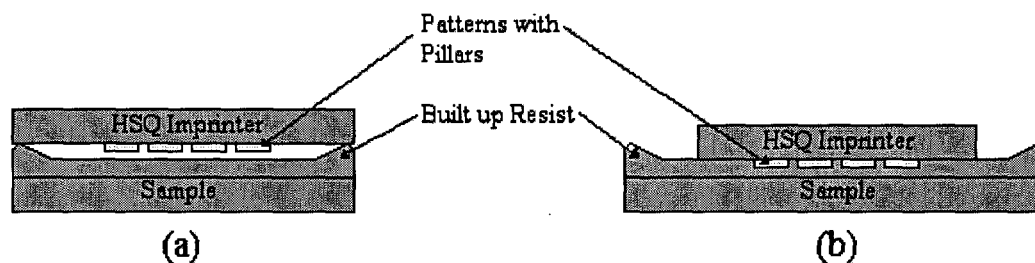 Patterns with
Pillars
Built up Resist
HSQ Imprinter
Sample
(a)
HSQ Imprinter
Sample
(b)